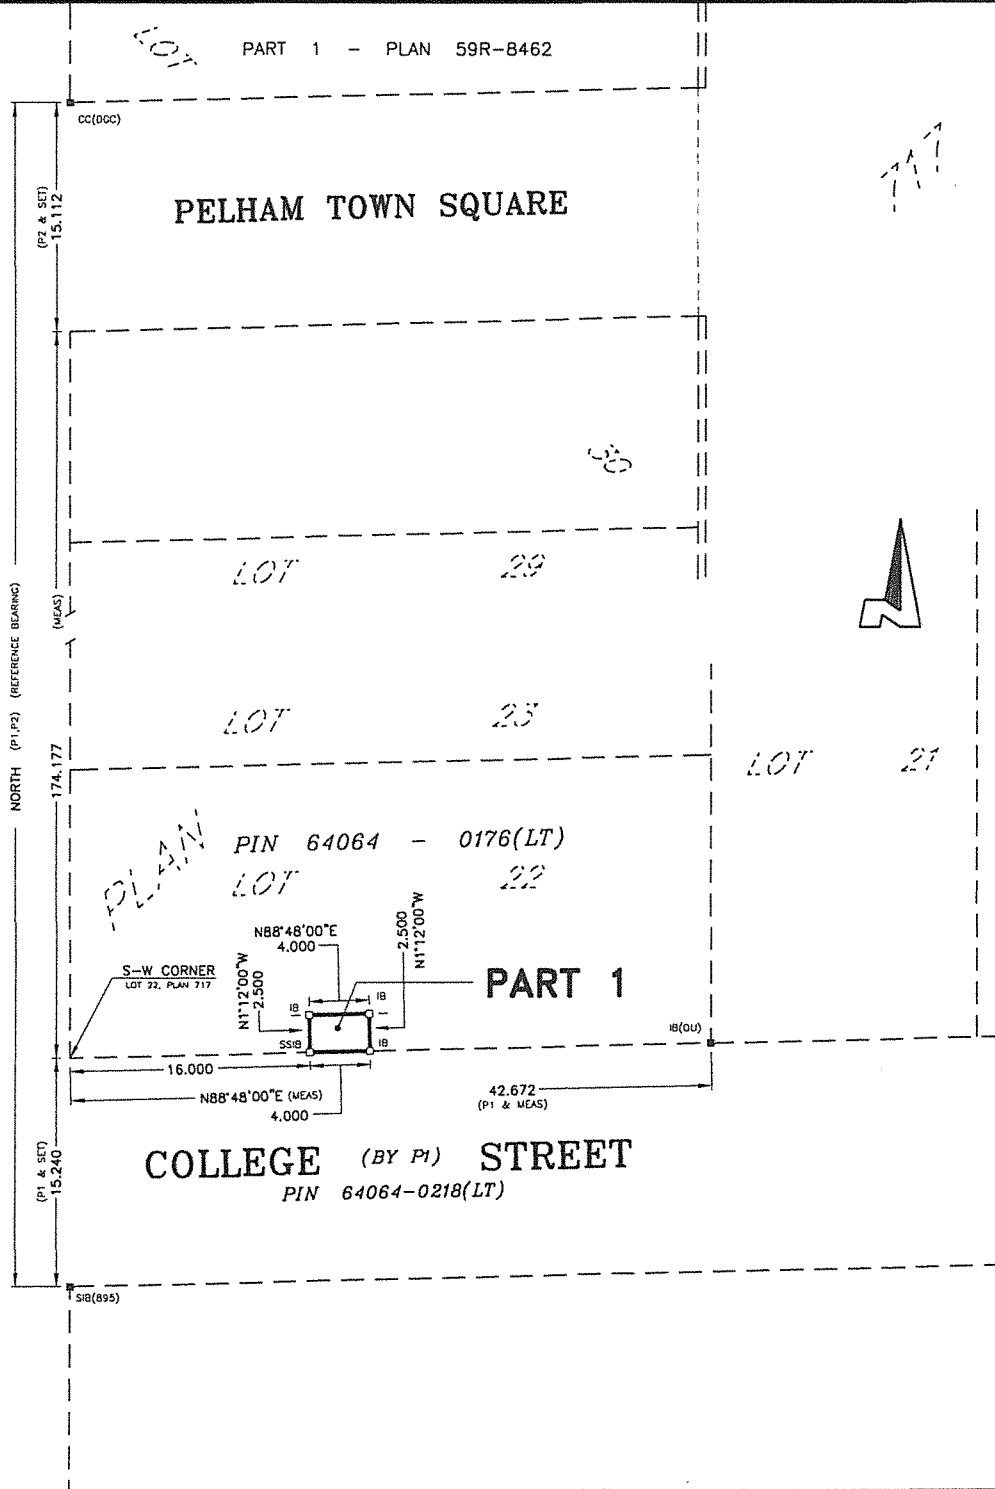 LOT
PART 1 - PLAN 59R-8462
CC(DCC)
717
(P2 & SET)
15.112
PELHAM TOWN SQUARE
30
LOT 29
NORTH (P1,P2) (REFERENCE BEARING)
(MEAS)
174.177
LOT 23
LOT 21
PLAN
PIN 64064 - 0176(LT)
LOT 22
N88°48'00"E
4.000
2.500
N1°12'00"W
S-W CORNER
LOT 22, PLAN 717
N1°12'00"W
2.500
PART 1
IB
IB
SSIB
IB
IB(OU)
16.000
N88°48'00"E (MEAS)
4.000
42.672
(P1 & MEAS)
(P1 & SET)
15.240
COLLEGE (BY P1) STREET
PIN 64064-0218(LT)
SIB(895)